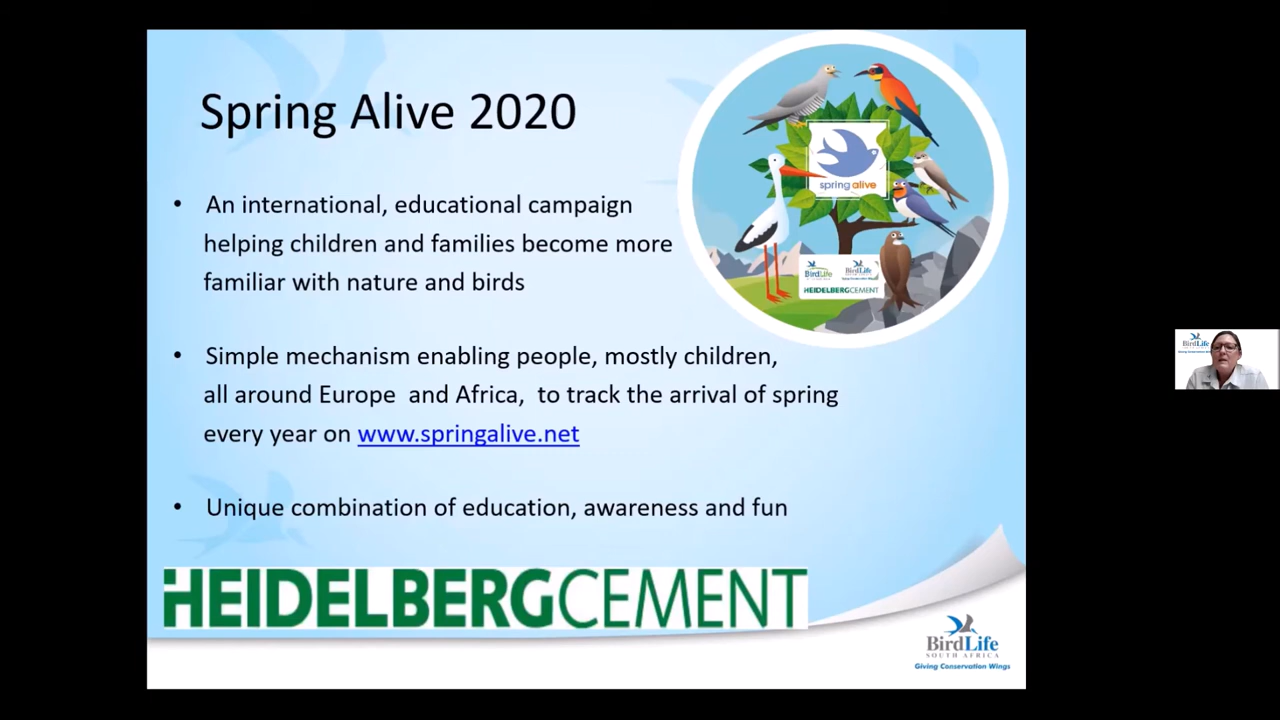 Spring Alive 2020
• An international, educational campaign
helping children and families become more
familiar with nature and birds
• Simple mechanism enabling people, mostly children,
all around Europe and Africa, to track the arrival of spring
every year on www.springalive.net
• Unique combination of education, awareness and fun
spring alive
BirdLife
BirdLife
HEIDELBERGCEMENT
HEIDELBERGCEMENT
BirdLife
SOUTH AFRICA
Giving Conservation Wings
BirdLife